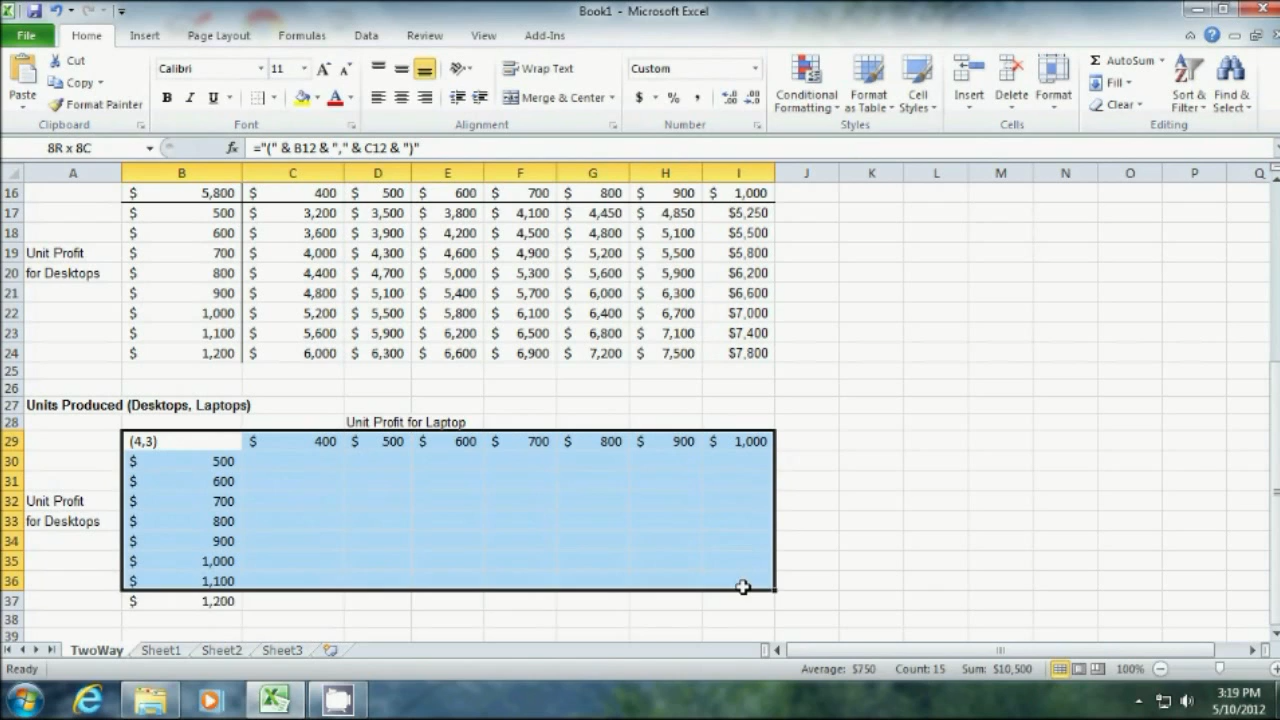 Book1 - Microsoft Excel
File Home Insert Page Layout Formulas Data Review View Add-Ins
Cut
Copy
Format Painter
Paste
Clipboard
Calibri 11
B I U
Font
Wrap Text
Merge & Center
Alignment
Custom
$ % ,
Number
Conditional Formatting
Format as Table
Cell Styles
Styles
Insert Delete Format
Cells
AutoSum
Fill
Clear
Sort & Filter
Find & Select
Editing
8R x 8C fx ="(" & B12 & "," & C12 & ")"
A B C D E F G H I J K L M N O P Q
16 $ 5,800 $ 400 $ 500 $ 600 $ 700 $ 800 $ 900 $ 1,000
17 $ 500 $ 3,200 $ 3,500 $ 3,800 $ 4,100 $ 4,450 $ 4,850 $5,250
18 $ 600 $ 3,600 $ 3,900 $ 4,200 $ 4,500 $ 4,800 $ 5,100 $5,500
19 Unit Profit $ 700 $ 4,000 $ 4,300 $ 4,600 $ 4,900 $ 5,200 $ 5,500 $5,800
20 for Desktops $ 800 $ 4,400 $ 4,700 $ 5,000 $ 5,300 $ 5,600 $ 5,900 $6,200
21 $ 900 $ 4,800 $ 5,100 $ 5,400 $ 5,700 $ 6,000 $ 6,300 $6,600
22 $ 1,000 $ 5,200 $ 5,500 $ 5,800 $ 6,100 $ 6,400 $ 6,700 $7,000
23 $ 1,100 $ 5,600 $ 5,900 $ 6,200 $ 6,500 $ 6,800 $ 7,100 $7,400
24 $ 1,200 $ 6,000 $ 6,300 $ 6,600 $ 6,900 $ 7,200 $ 7,500 $7,800
25
26
27 Units Produced (Desktops, Laptops)
28 Unit Profit for Laptop
29 (4,3) $ 400 $ 500 $ 600 $ 700 $ 800 $ 900 $ 1,000
30 $ 500
31 $ 600
32 Unit Profit $ 700
33 for Desktops $ 800
34 $ 900
35 $ 1,000
36 $ 1,100
37 $ 1,200
38
39
TwoWay Sheet1 Sheet2 Sheet3
Ready Average: $750 Count: 15 Sum: $10,500 100%
3:19 PM
5/10/2012